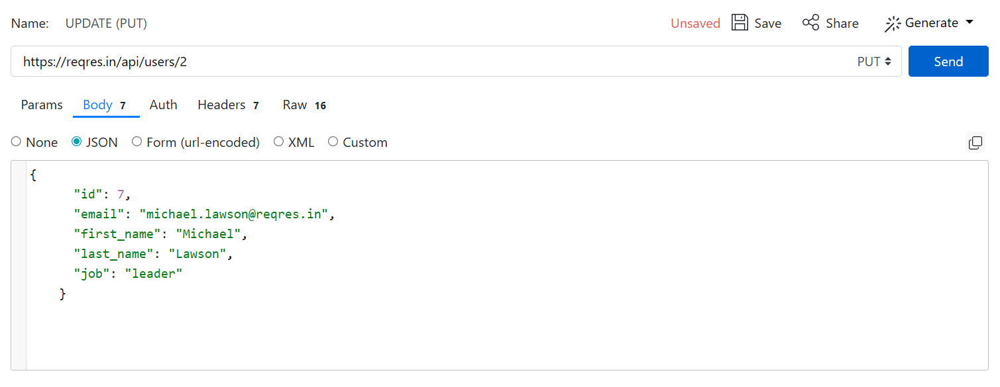 Name: UPDATE (PUT) Unsaved Save Share Generate
https://reqres.in/api/users/2 PUT Send
Params Body 7 Auth Headers 7 Raw 16
None JSON Form (url-encoded) XML Custom
{
"id": 7,
"email": "michael.lawson@reqres.in",
"first_name": "Michael",
"last_name": "Lawson",
"job": "leader"
}